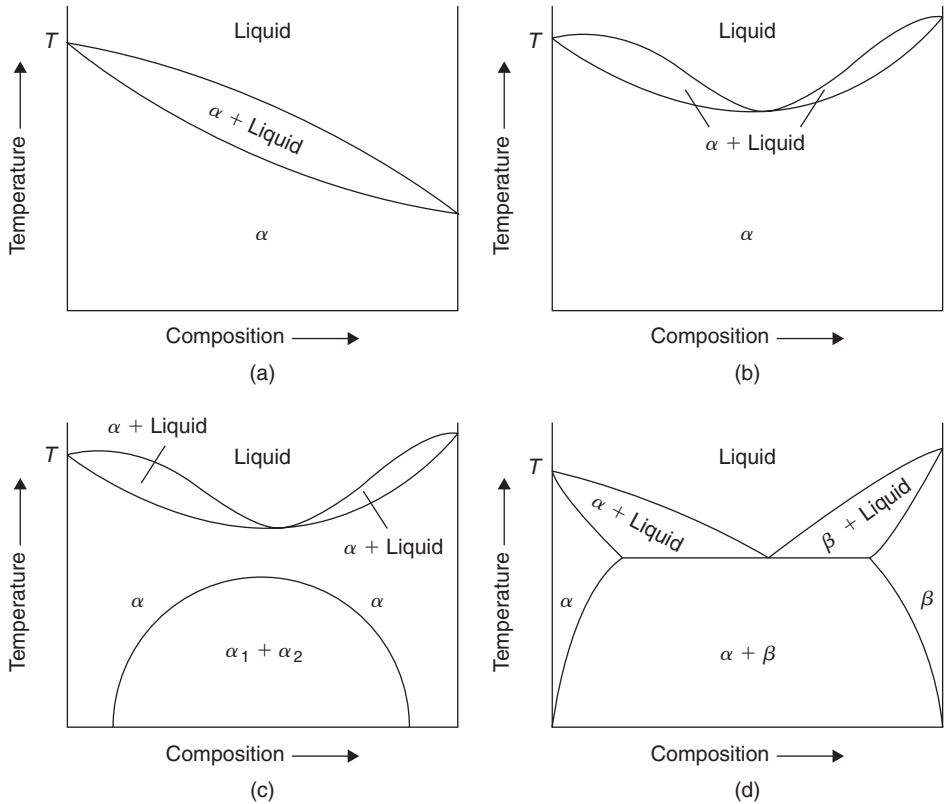 T
Liquid
α + Liquid
α
Temperature
Composition
(a)
T
Liquid
α + Liquid
α
Temperature
Composition
(b)
α + Liquid
T
Liquid
α + Liquid
α
α
α₁ + α₂
Temperature
Composition
(c)
T
Liquid
α + Liquid
β + Liquid
α
β
α + β
Temperature
Composition
(d)